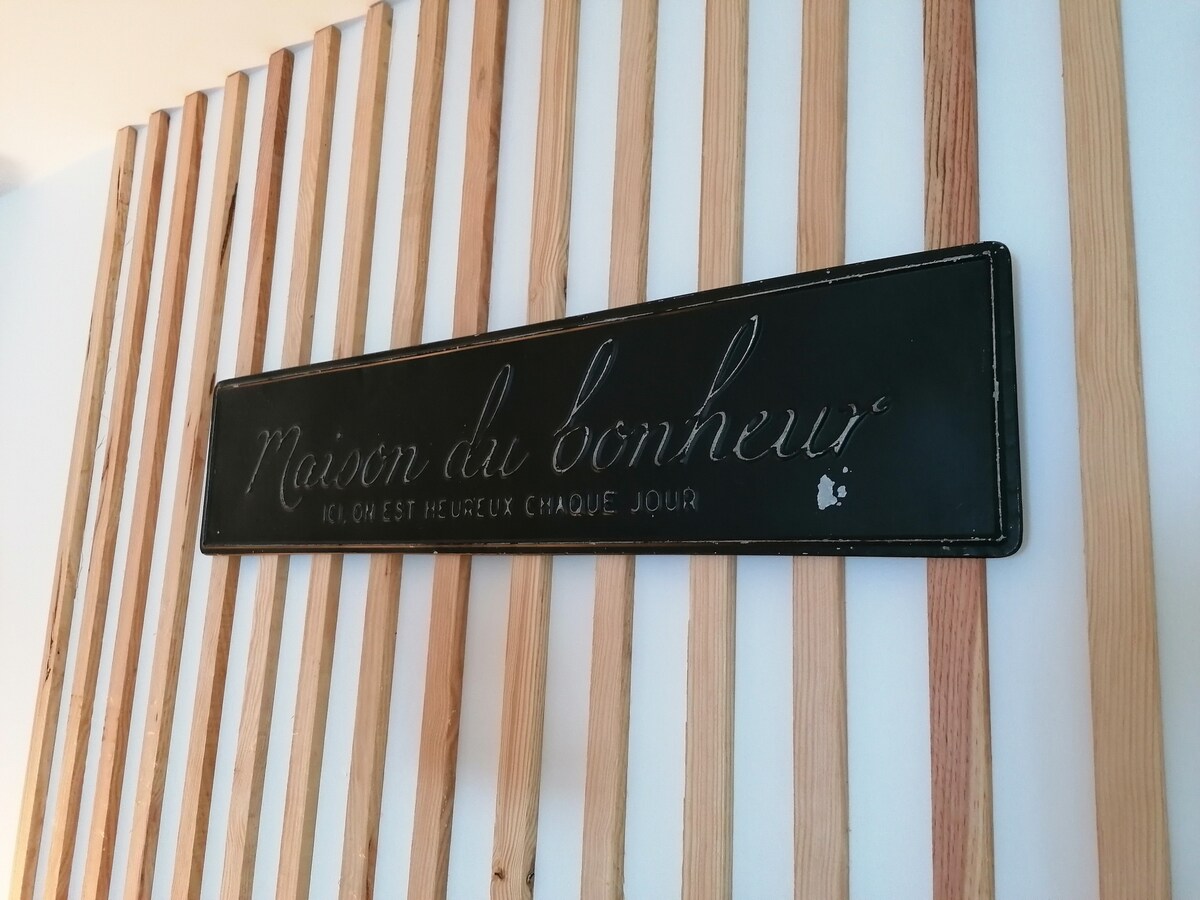 Maison du bonheur
ICI, ON EST HEUREUX CHAQUE JOUR